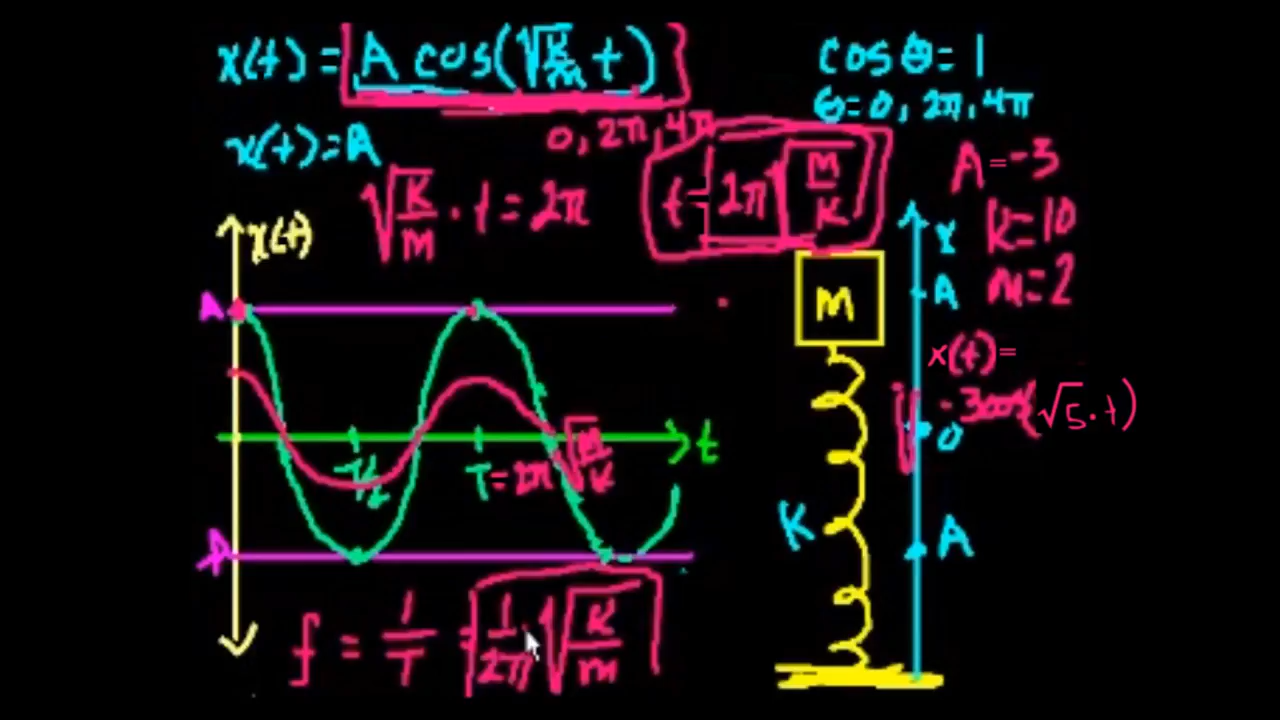 x(t) = A cos(√(K/m) t)
cos θ = 1
θ = 0, 2π, 4π
x(t) = A
0, 2π, 4π
√(K/M) · t = 2π
t = 2π √(M/K)
A = -3
K = 10
m = 2
x(t)
x
A
A
M
x(t) =
-3cos(√5 · t)
0
t
T/2
T = 2π √(M/K)
K
A
f = 1/T = 1/2π √(K/m)